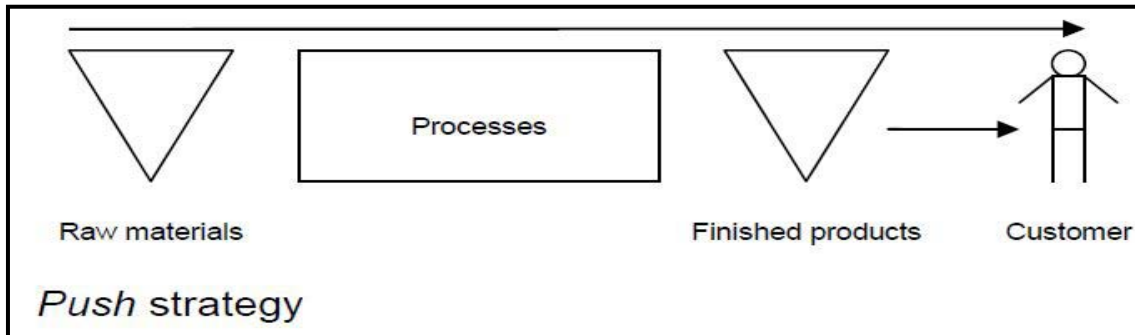 Processes
Raw materials
Finished products
Customer
Push strategy